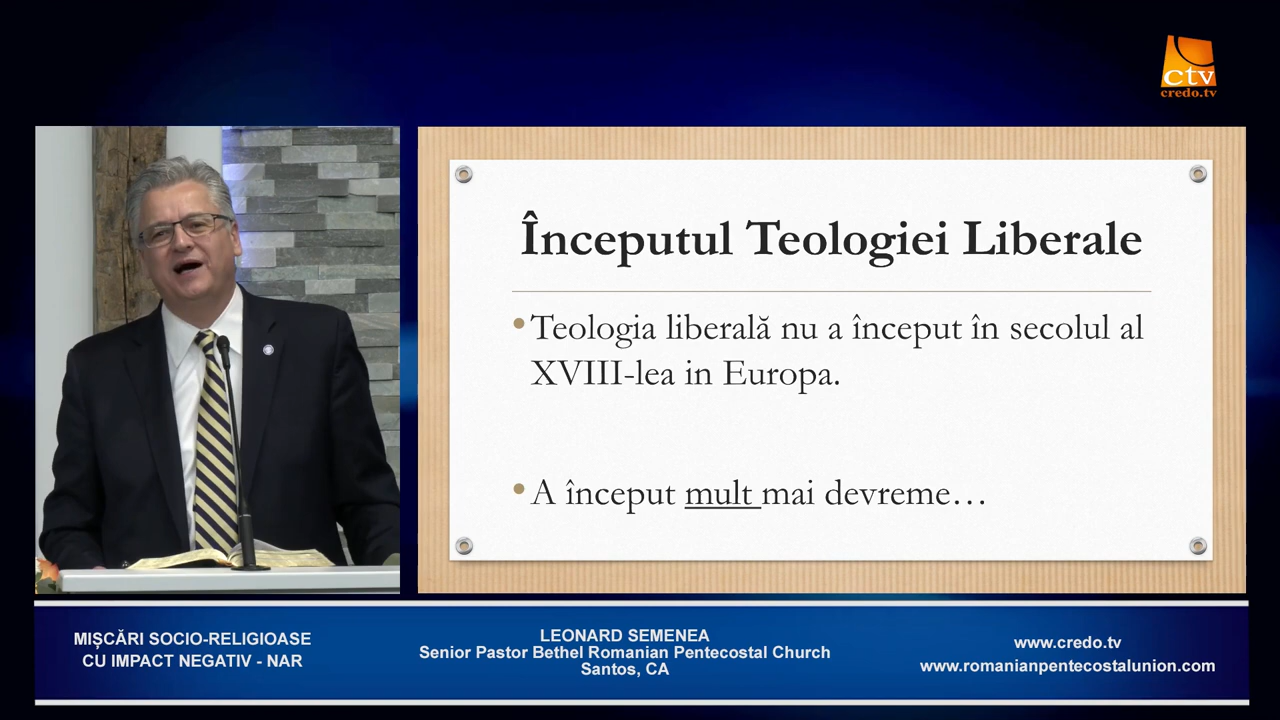 ctv
credo.tv
Începutul Teologiei Liberale
• Teologia liberală nu a început în secolul al
XVIII-lea in Europa.
• A început mult mai devreme…
MIȘCĂRI SOCIO-RELIGIOASE
CU IMPACT NEGATIV - NAR
LEONARD SEMENEA
Senior Pastor Bethel Romanian Pentecostal Church
Santos, CA
www.credo.tv
www.romanianpentecostalunion.com